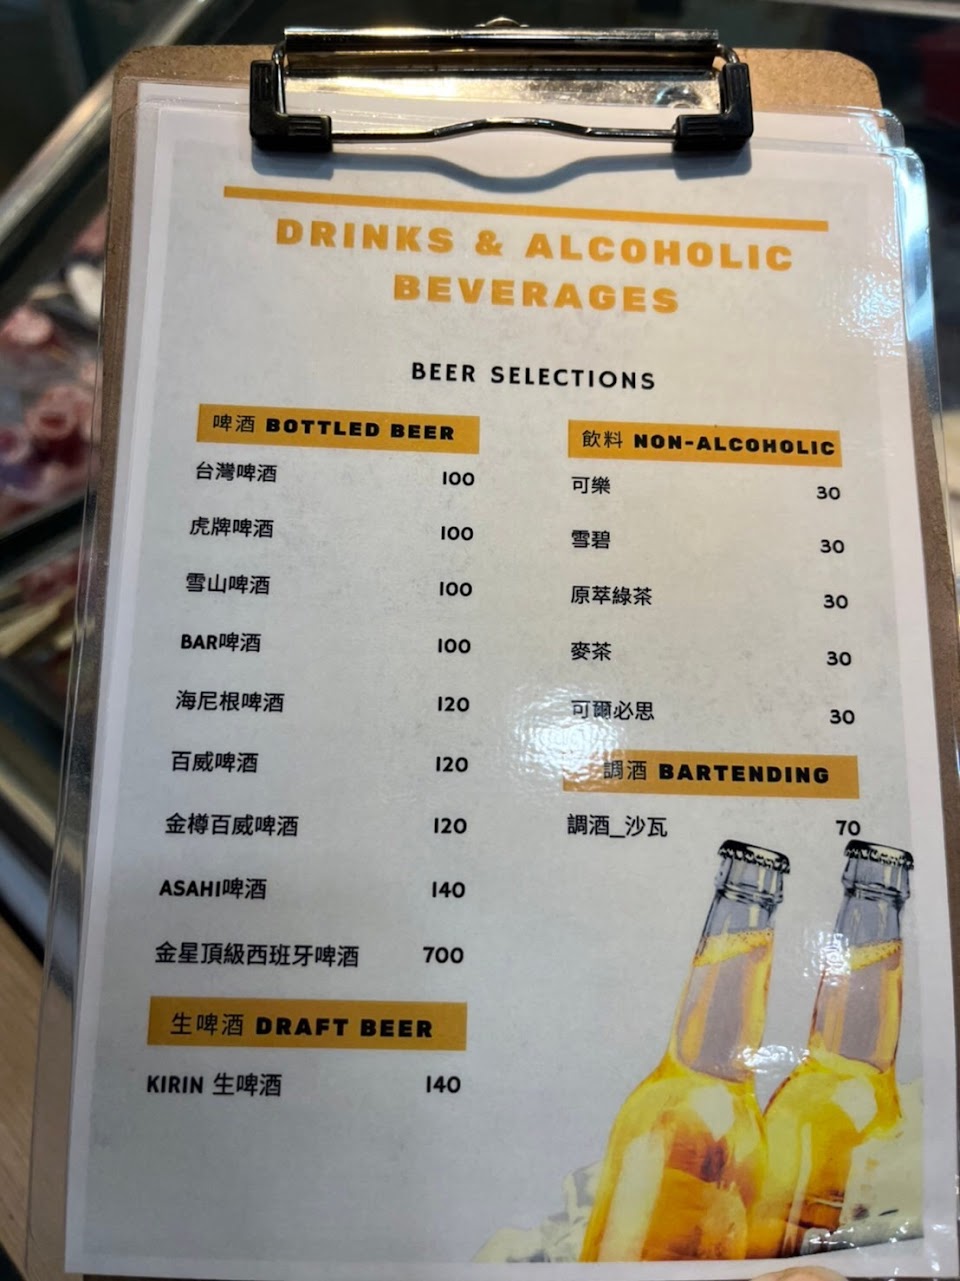 DRINKS & ALCOHOLIC
BEVERAGES
BEER SELECTIONS
啤酒 BOTTLED BEER
台灣啤酒 100
虎牌啤酒 100
雪山啤酒 100
BAR啤酒 100
海尼根啤酒 120
百威啤酒 120
金樽百威啤酒 120
ASAHI啤酒 140
金星頂級西班牙啤酒 700
生啤酒 DRAFT BEER
KIRIN 生啤酒 140
飲料 NON-ALCOHOLIC
可樂 30
雪碧 30
原萃綠茶 30
麥茶 30
可爾必思 30
調酒 BARTENDING
調酒_沙瓦 70